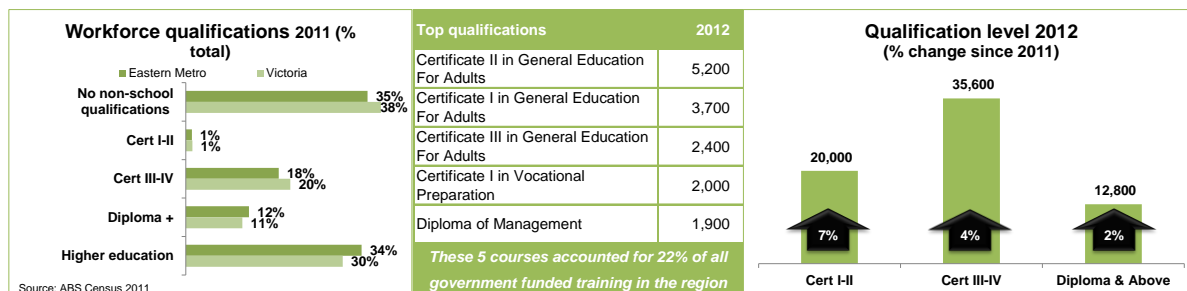 Workforce qualifications 2011 (%
total)
Eastern Metro
Victoria
No non-school
qualifications
35%
38%
Cert I-II
1%
1%
Cert III-IV
18%
20%
Diploma +
12%
11%
Higher education
34%
30%
Source: ABS Census 2011
Top qualifications 2012
Certificate II in General Education
For Adults
5,200
Certificate I in General Education
For Adults
3,700
Certificate III in General Education
For Adults
2,400
Certificate I in Vocational
Preparation
2,000
Diploma of Management 1,900
These 5 courses accounted for 22% of all
government funded training in the region
Qualification level 2012
(% change since 2011)
20,000
35,600
12,800
7%
4%
2%
Cert I-II
Cert III-IV
Diploma & Above